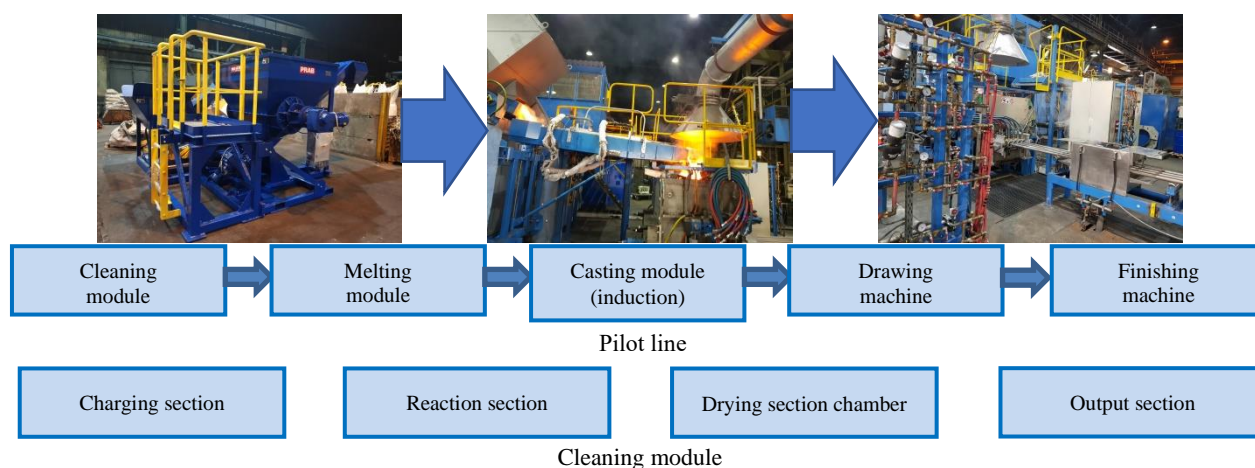 PRAB
Cleaning
module
Melting
module
Casting module
(induction)
Drawing
machine
Finishing
machine
Pilot line
Charging section
Reaction section
Drying section chamber
Output section
Cleaning module